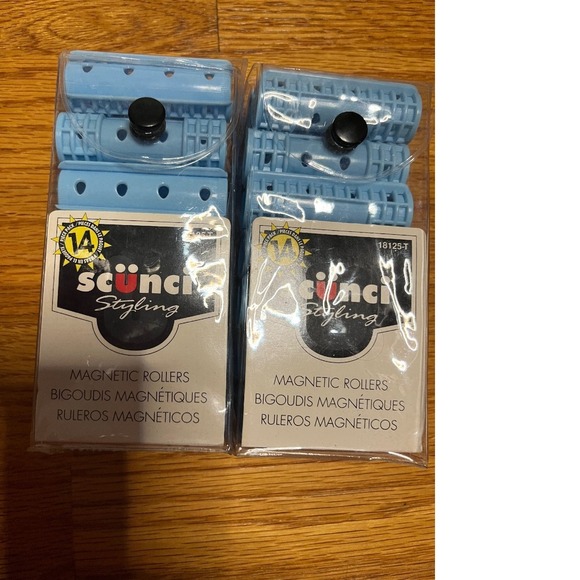 14
scünci
Styling
MAGNETIC ROLLERS
BIGOUDIS MAGNÉTIQUES
RULEROS MAGNÉTICOS
14
18125-T
scünci
Styling
MAGNETIC ROLLERS
BIGOUDIS MAGNÉTIQUES
RULEROS MAGNÉTICOS